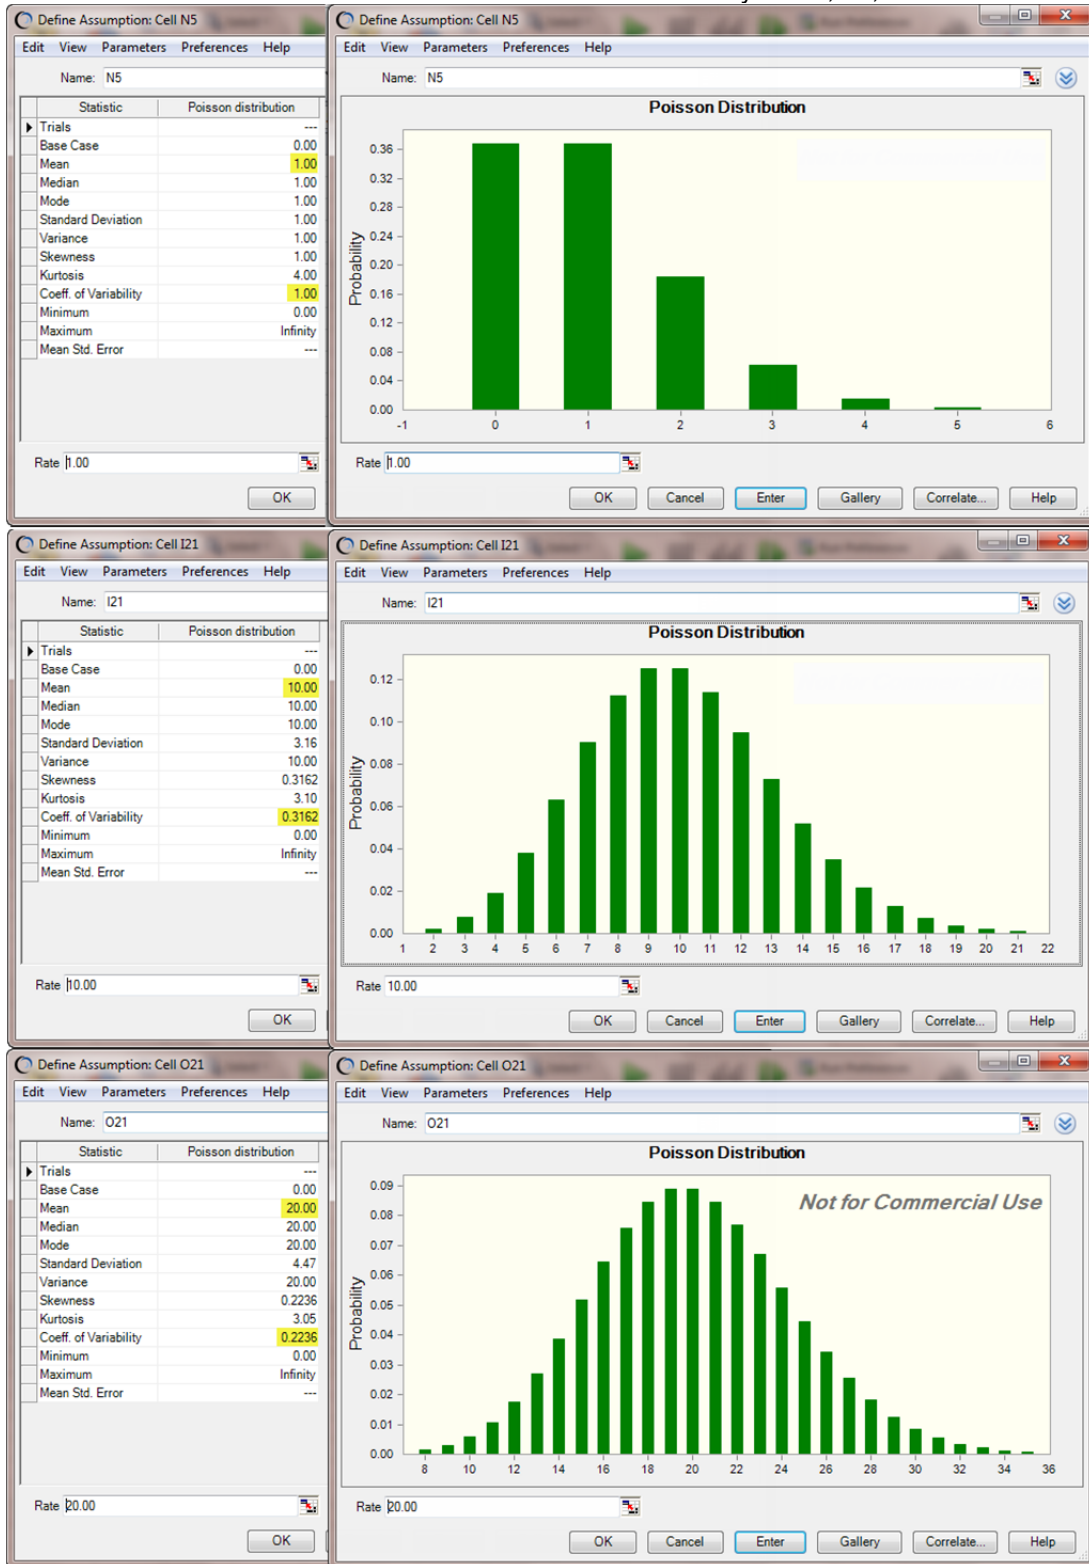 Define Assumption: Cell N5
Edit View Parameters Preferences Help
Name: N5
Statistic Poisson distribution
Trials ---
Base Case 0.00
Mean 1.00
Median 1.00
Mode 1.00
Standard Deviation 1.00
Variance 1.00
Skewness 1.00
Kurtosis 4.00
Coeff. of Variability 1.00
Minimum 0.00
Maximum Infinity
Mean Std. Error ---
Rate 1.00
OK
Define Assumption: Cell N5
Edit View Parameters Preferences Help
Name: N5
Poisson Distribution
Probability
0.36
0.32
0.28
0.24
0.20
0.16
0.12
0.08
0.04
0.00
-1 0 1 2 3 4 5 6
Rate 1.00
OK Cancel Enter Gallery Correlate... Help
Define Assumption: Cell I21
Edit View Parameters Preferences Help
Name: I21
Statistic Poisson distribution
Trials ---
Base Case 0.00
Mean 10.00
Median 10.00
Mode 10.00
Standard Deviation 3.16
Variance 10.00
Skewness 0.3162
Kurtosis 3.10
Coeff. of Variability 0.3162
Minimum 0.00
Maximum Infinity
Mean Std. Error ---
Rate 10.00
OK
Define Assumption: Cell I21
Edit View Parameters Preferences Help
Name: I21
Poisson Distribution
Probability
0.12
0.10
0.08
0.06
0.04
0.02
0.00
1 2 3 4 5 6 7 8 9 10 11 12 13 14 15 16 17 18 19 20 21 22
Rate 10.00
OK Cancel Enter Gallery Correlate... Help
Define Assumption: Cell O21
Edit View Parameters Preferences Help
Name: O21
Statistic Poisson distribution
Trials ---
Base Case 0.00
Mean 20.00
Median 20.00
Mode 20.00
Standard Deviation 4.47
Variance 20.00
Skewness 0.2236
Kurtosis 3.05
Coeff. of Variability 0.2236
Minimum 0.00
Maximum Infinity
Mean Std. Error ---
Rate 20.00
OK
Define Assumption: Cell O21
Edit View Parameters Preferences Help
Name: O21
Poisson Distribution
Not for Commercial Use
Probability
0.09
0.08
0.07
0.06
0.05
0.04
0.03
0.02
0.01
0.00
8 10 12 14 16 18 20 22 24 26 28 30 32 34 36
Rate 20.00
OK Cancel Enter Gallery Correlate... Help